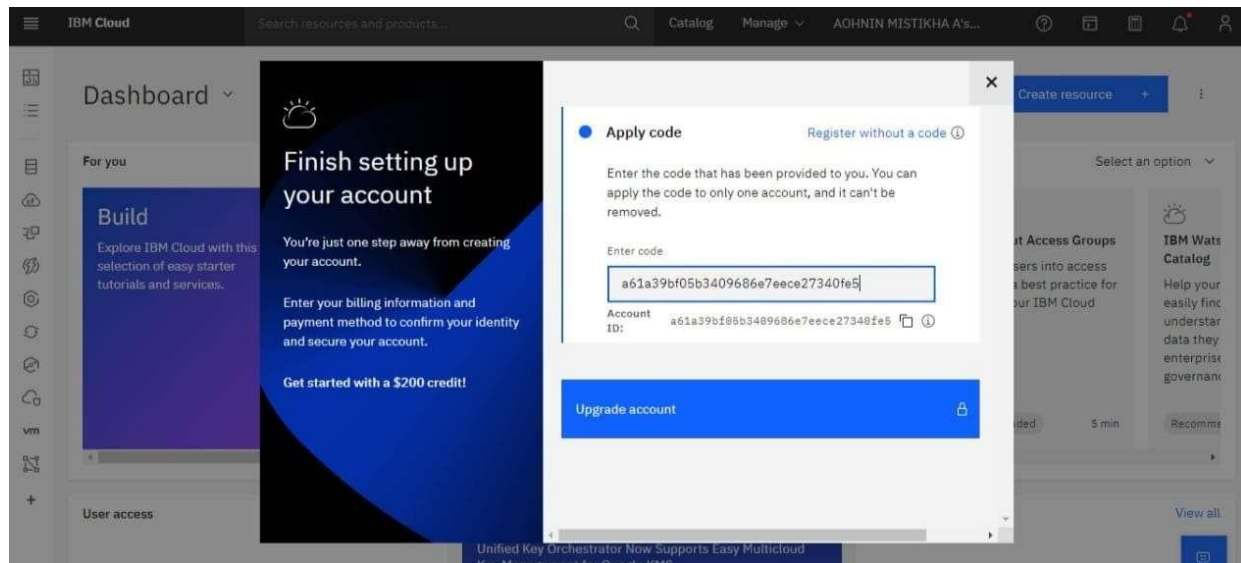 IBM Cloud
Search resources and products...
Catalog
Manage
AOHNIN MISTIKHA A's...
Dashboard
Create resource +
For you
Select an option
Build
Explore IBM Cloud with this
selection of easy starter
tutorials and services.
Finish setting up
your account
You're just one step away from creating
your account.
Enter your billing information and
payment method to confirm your identity
and secure your account.
Get started with a $200 credit!
Apply code
Register without a code
Enter the code that has been provided to you. You can
apply the code to only one account, and it can't be
removed.
Enter code
a61a39bf05b3409686e7eece27340fe5
Account
ID:
a61a39bf05b3409686e7eece27340fe5
Upgrade account
Access Groups
sers into access
best practice for
our IBM Cloud
5 min
IBM Wats
Catalog
Help your
easily find
understan
data they
enterprise
governanc
Recomme
vm
User access
View all
Unified Key Orchestrator Now Supports Easy Multicloud